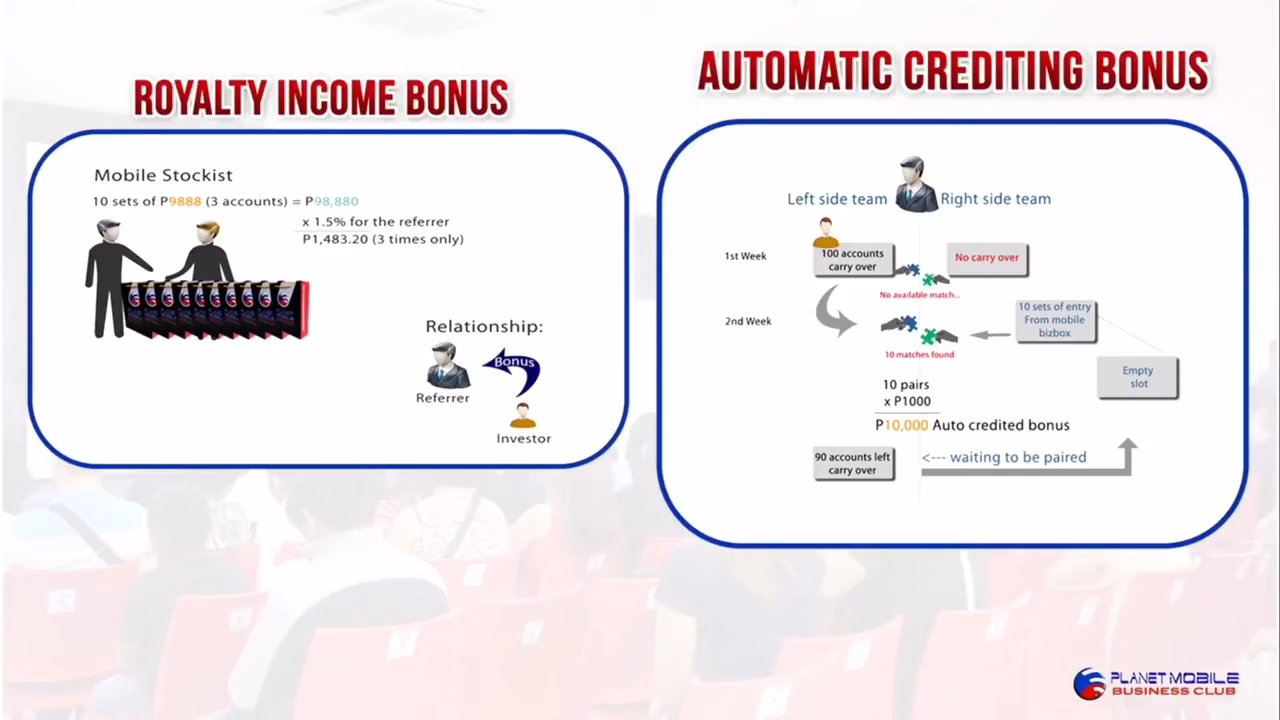 ROYALTY INCOME BONUS
Mobile Stockist
10 sets of P9888 (3 accounts) = P98,880
x 1.5% for the referrer
P1,483.20 (3 times only)
Relationship:
Bonus
Referrer
Investor
AUTOMATIC CREDITING BONUS
Left side team
Right side team
1st Week
100 accounts
carry over
No carry over
No available match...
2nd Week
10 sets of entry
From mobile
bizbox
10 matches found
Empty
slot
10 pairs
x P1000
P10,000 Auto credited bonus
90 accounts left
carry over
<--- waiting to be paired
PLANET MOBILE
BUSINESS CLUB